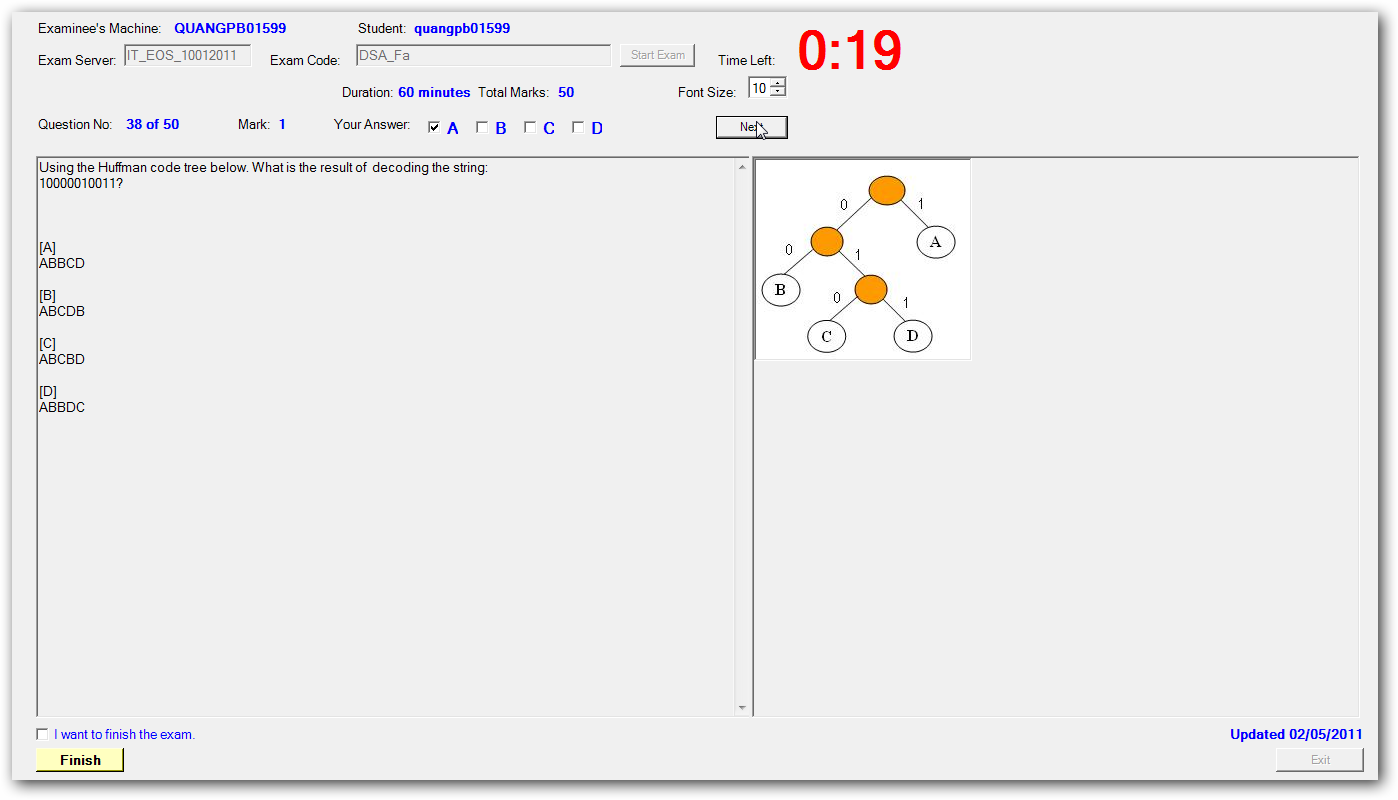 Examinee's Machine: QUANGPB01599 Student: quangpb01599
Exam Server: IT_EOS_10012011 Exam Code: DSA_Fa Start Exam Time Left: 0:19
Duration: 60 minutes Total Marks: 50 Font Size: 10
Question No: 38 of 50 Mark: 1 Your Answer: A B C D Next
Using the Huffman code tree below. What is the result of decoding the string:
10000010011?
[A]
ABBCD
[B]
ABCDB
[C]
ABCBD
[D]
ABBDC
0 1
A
0 1
B
0 1
C D
I want to finish the exam. Updated 02/05/2011
Finish Exit